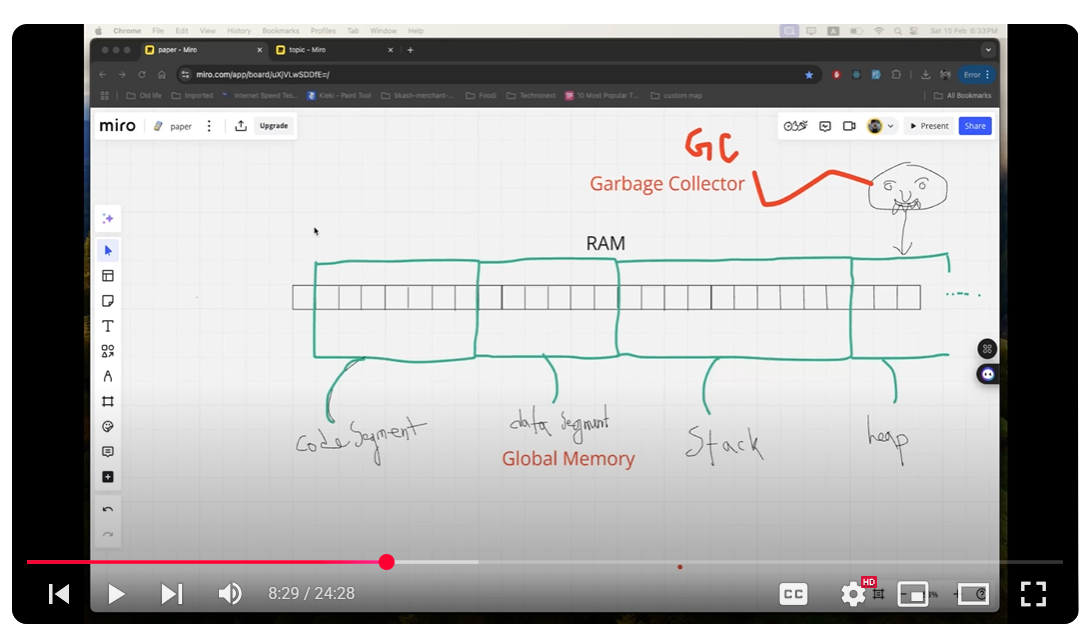 Chrome File Edit View History Bookmarks Profiles Tab Window Help
Sat 15 Feb 8:33 PM
paper - Miro
topic - Miro
miro.com/app/board/uXjVLwSDDfE=/
Error
Old life
Imported
Internet Speed Tes...
Kleki - Paint Tool
bkash-merchant-...
Foodi
Technonext
10 Most Popular T...
custom map
All Bookmarks
miro
paper
Upgrade
Present
Share
GC
Garbage Collector
RAM
code Segment
data Segment
Stack
heap
Global Memory
8:29 / 24:28
CC
HD